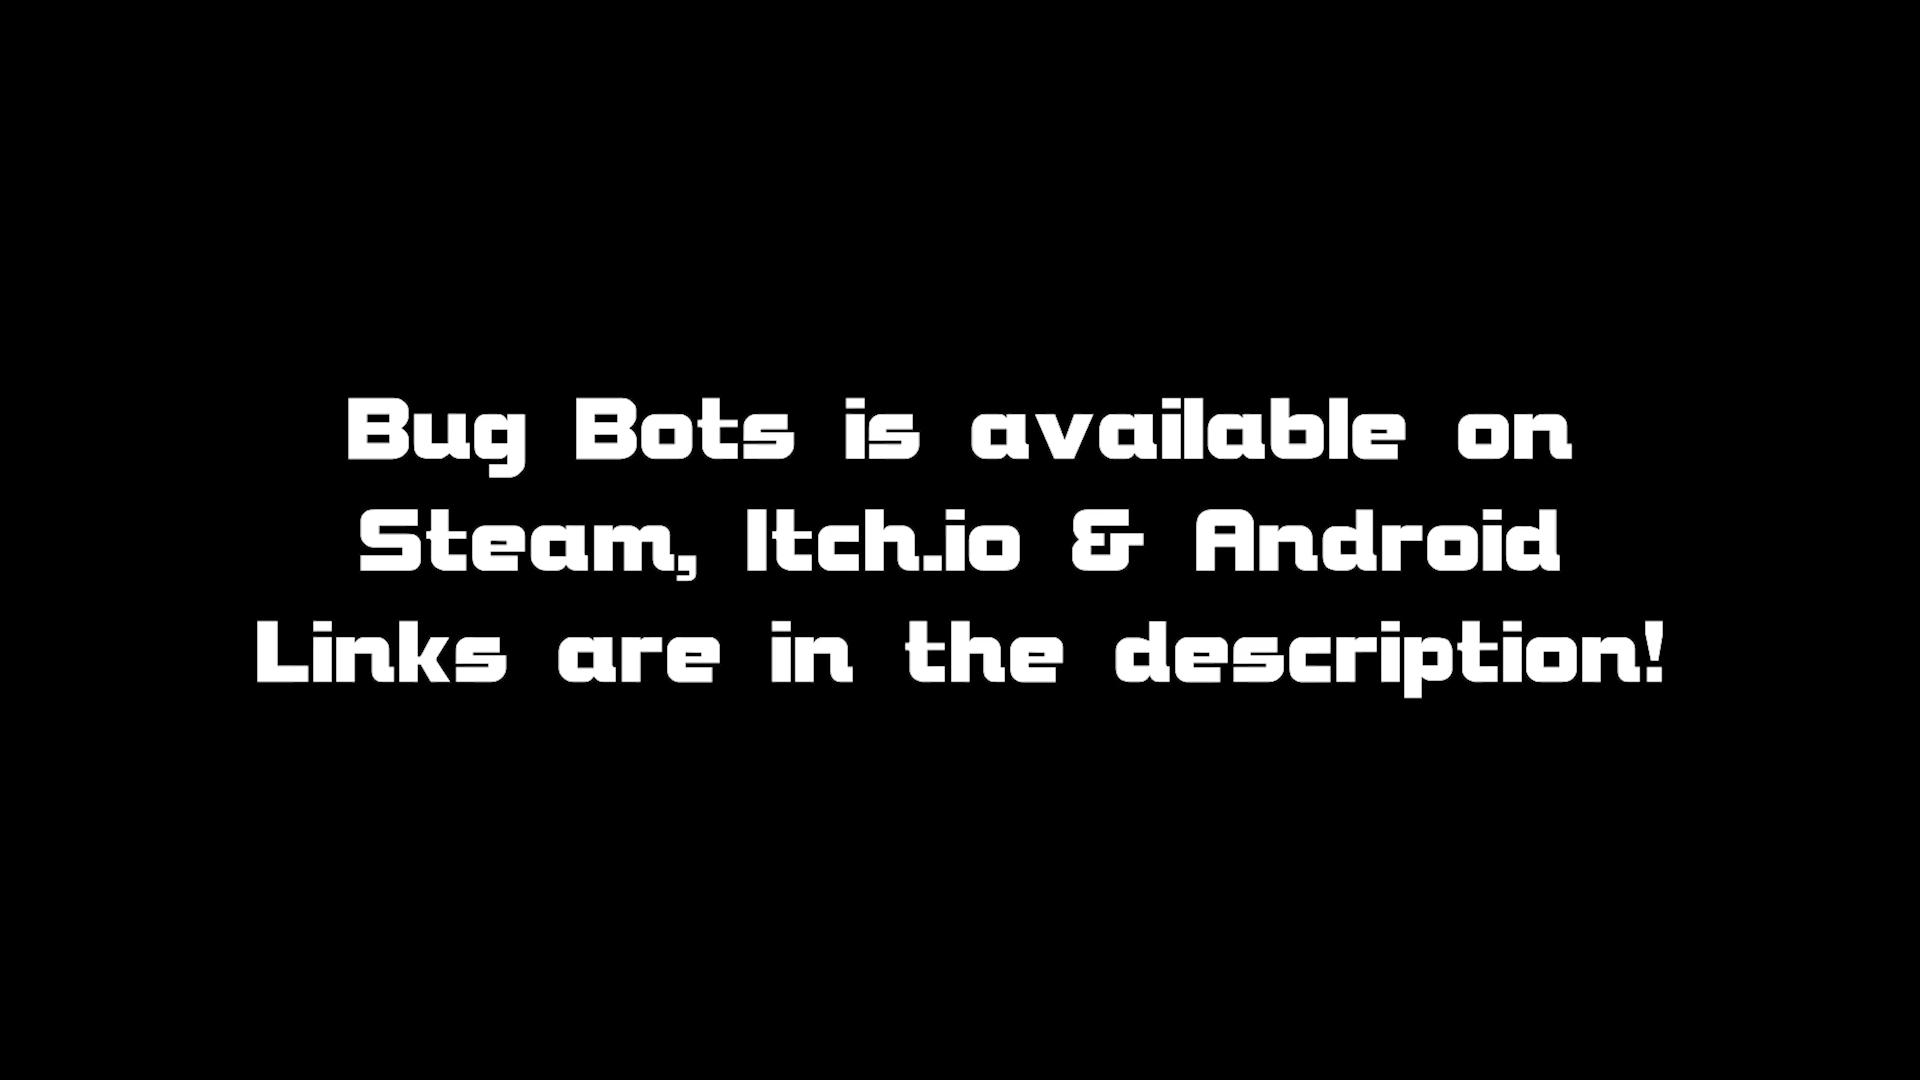 Bug Bots is available on
Steam, Itch.io & Android
Links are in the description!